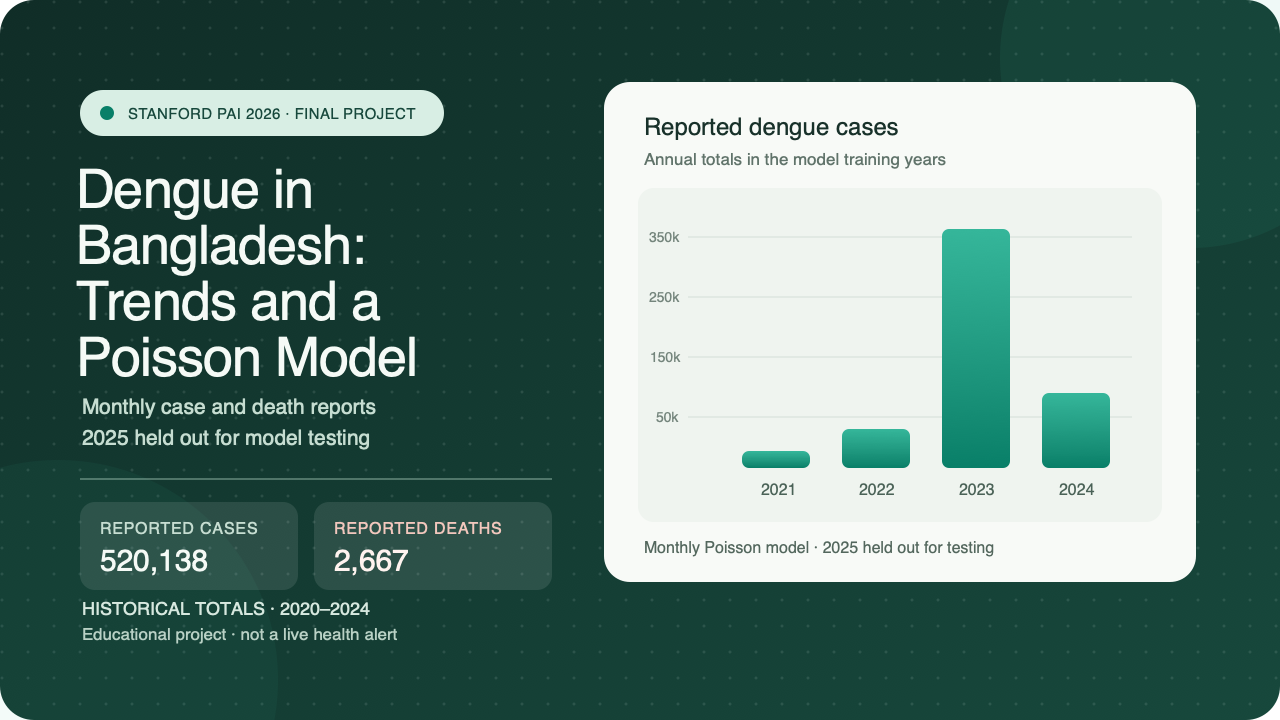 STANFORD PAI 2026 · FINAL PROJECT
Dengue in
Bangladesh:
Trends and a
Poisson Model
Monthly case and death reports
2025 held out for model testing
REPORTED CASES
520,138
REPORTED DEATHS
2,667
HISTORICAL TOTALS · 2020–2024
Educational project · not a live health alert
Reported dengue cases
Annual totals in the model training years
350k
250k
150k
50k
2021
2022
2023
2024
Monthly Poisson model · 2025 held out for testing